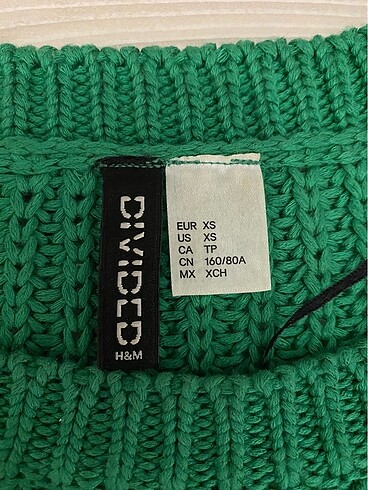 DIVIDED
H&M
EUR XS
US XS
CA TP
CN 160/80A
MX XCH